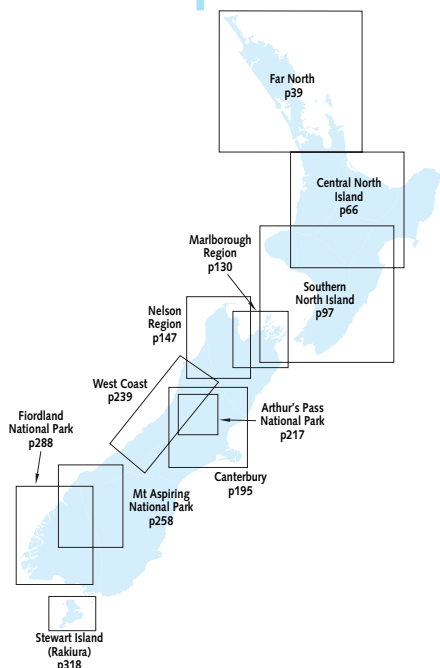 Far North
p39
Central North
Island
p66
Marlborough
Region
p130
Southern
North Island
p97
Nelson
Region
p147
West Coast
p239
Arthur's Pass
National Park
p217
Fiordland
National Park
p288
Canterbury
p195
Mt Aspiring
National Park
p258
Stewart Island
(Rakiura)
p318